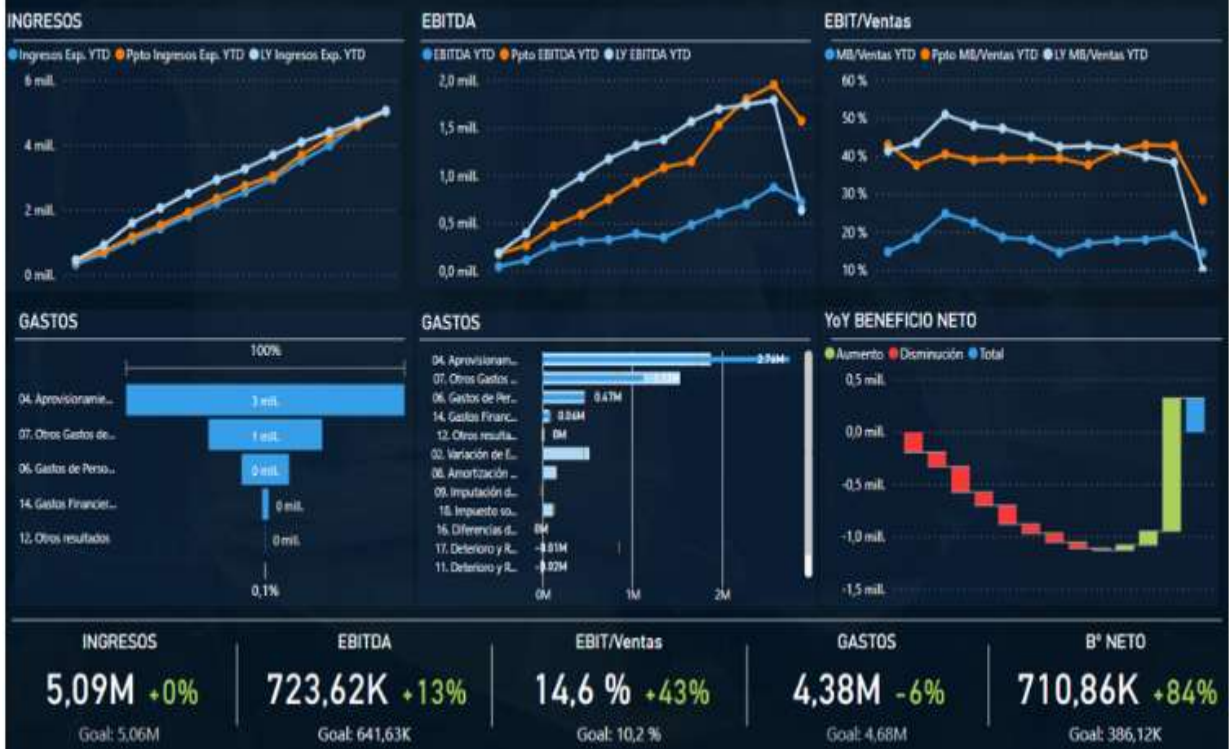 INGRESOS
Ingresos Exp. YTD Ppto Ingresos Exp. YTD LY Ingresos Exp. YTD
6 mill.
4 mill.
2 mill.
0 mill.
EBITDA
EBITDA YTD Ppto EBITDA YTD LY EBITDA YTD
2,0 mill.
1,5 mill.
1,0 mill.
0,5 mill.
0,0 mill.
EBIT/Ventas
MB/Ventas YTD Ppto MB/Ventas YTD LY MB/Ventas YTD
60 %
50 %
40 %
30 %
20 %
10 %
GASTOS
100%
04. Aprovisionamie... 3 mill.
07. Otros Gastos de... 1 mill.
06. Gastos de Perso... 0 mill.
14. Gastos Financier... 0 mill.
12. Otros resultados 0 mill.
0,1%
GASTOS
04. Aprovisionam... 2.76M
07. Otros Gastos ...
06. Gastos de Per... 0.47M
14. Gastos Financ... 0.06M
12. Otros resulta... 0M
02. Variación de E...
08. Amortización ...
09. Imputación d...
18. Impuesto so...
16. Diferencias d... 0M
17. Deterioro y R... -0.01M
11. Deterioro y R... -0.02M
0M 1M 2M
YoY BENEFICIO NETO
Aumento Disminución Total
0,5 mill.
0,0 mill.
-0,5 mill.
-1,0 mill.
-1,5 mill.
INGRESOS
5,09M +0%
Goal: 5,06M
EBITDA
723,62K +13%
Goal: 641,63K
EBIT/Ventas
14,6 % +43%
Goal: 10,2 %
GASTOS
4,38M -6%
Goal: 4,68M
Bº NETO
710,86K +84%
Goal: 386,12K